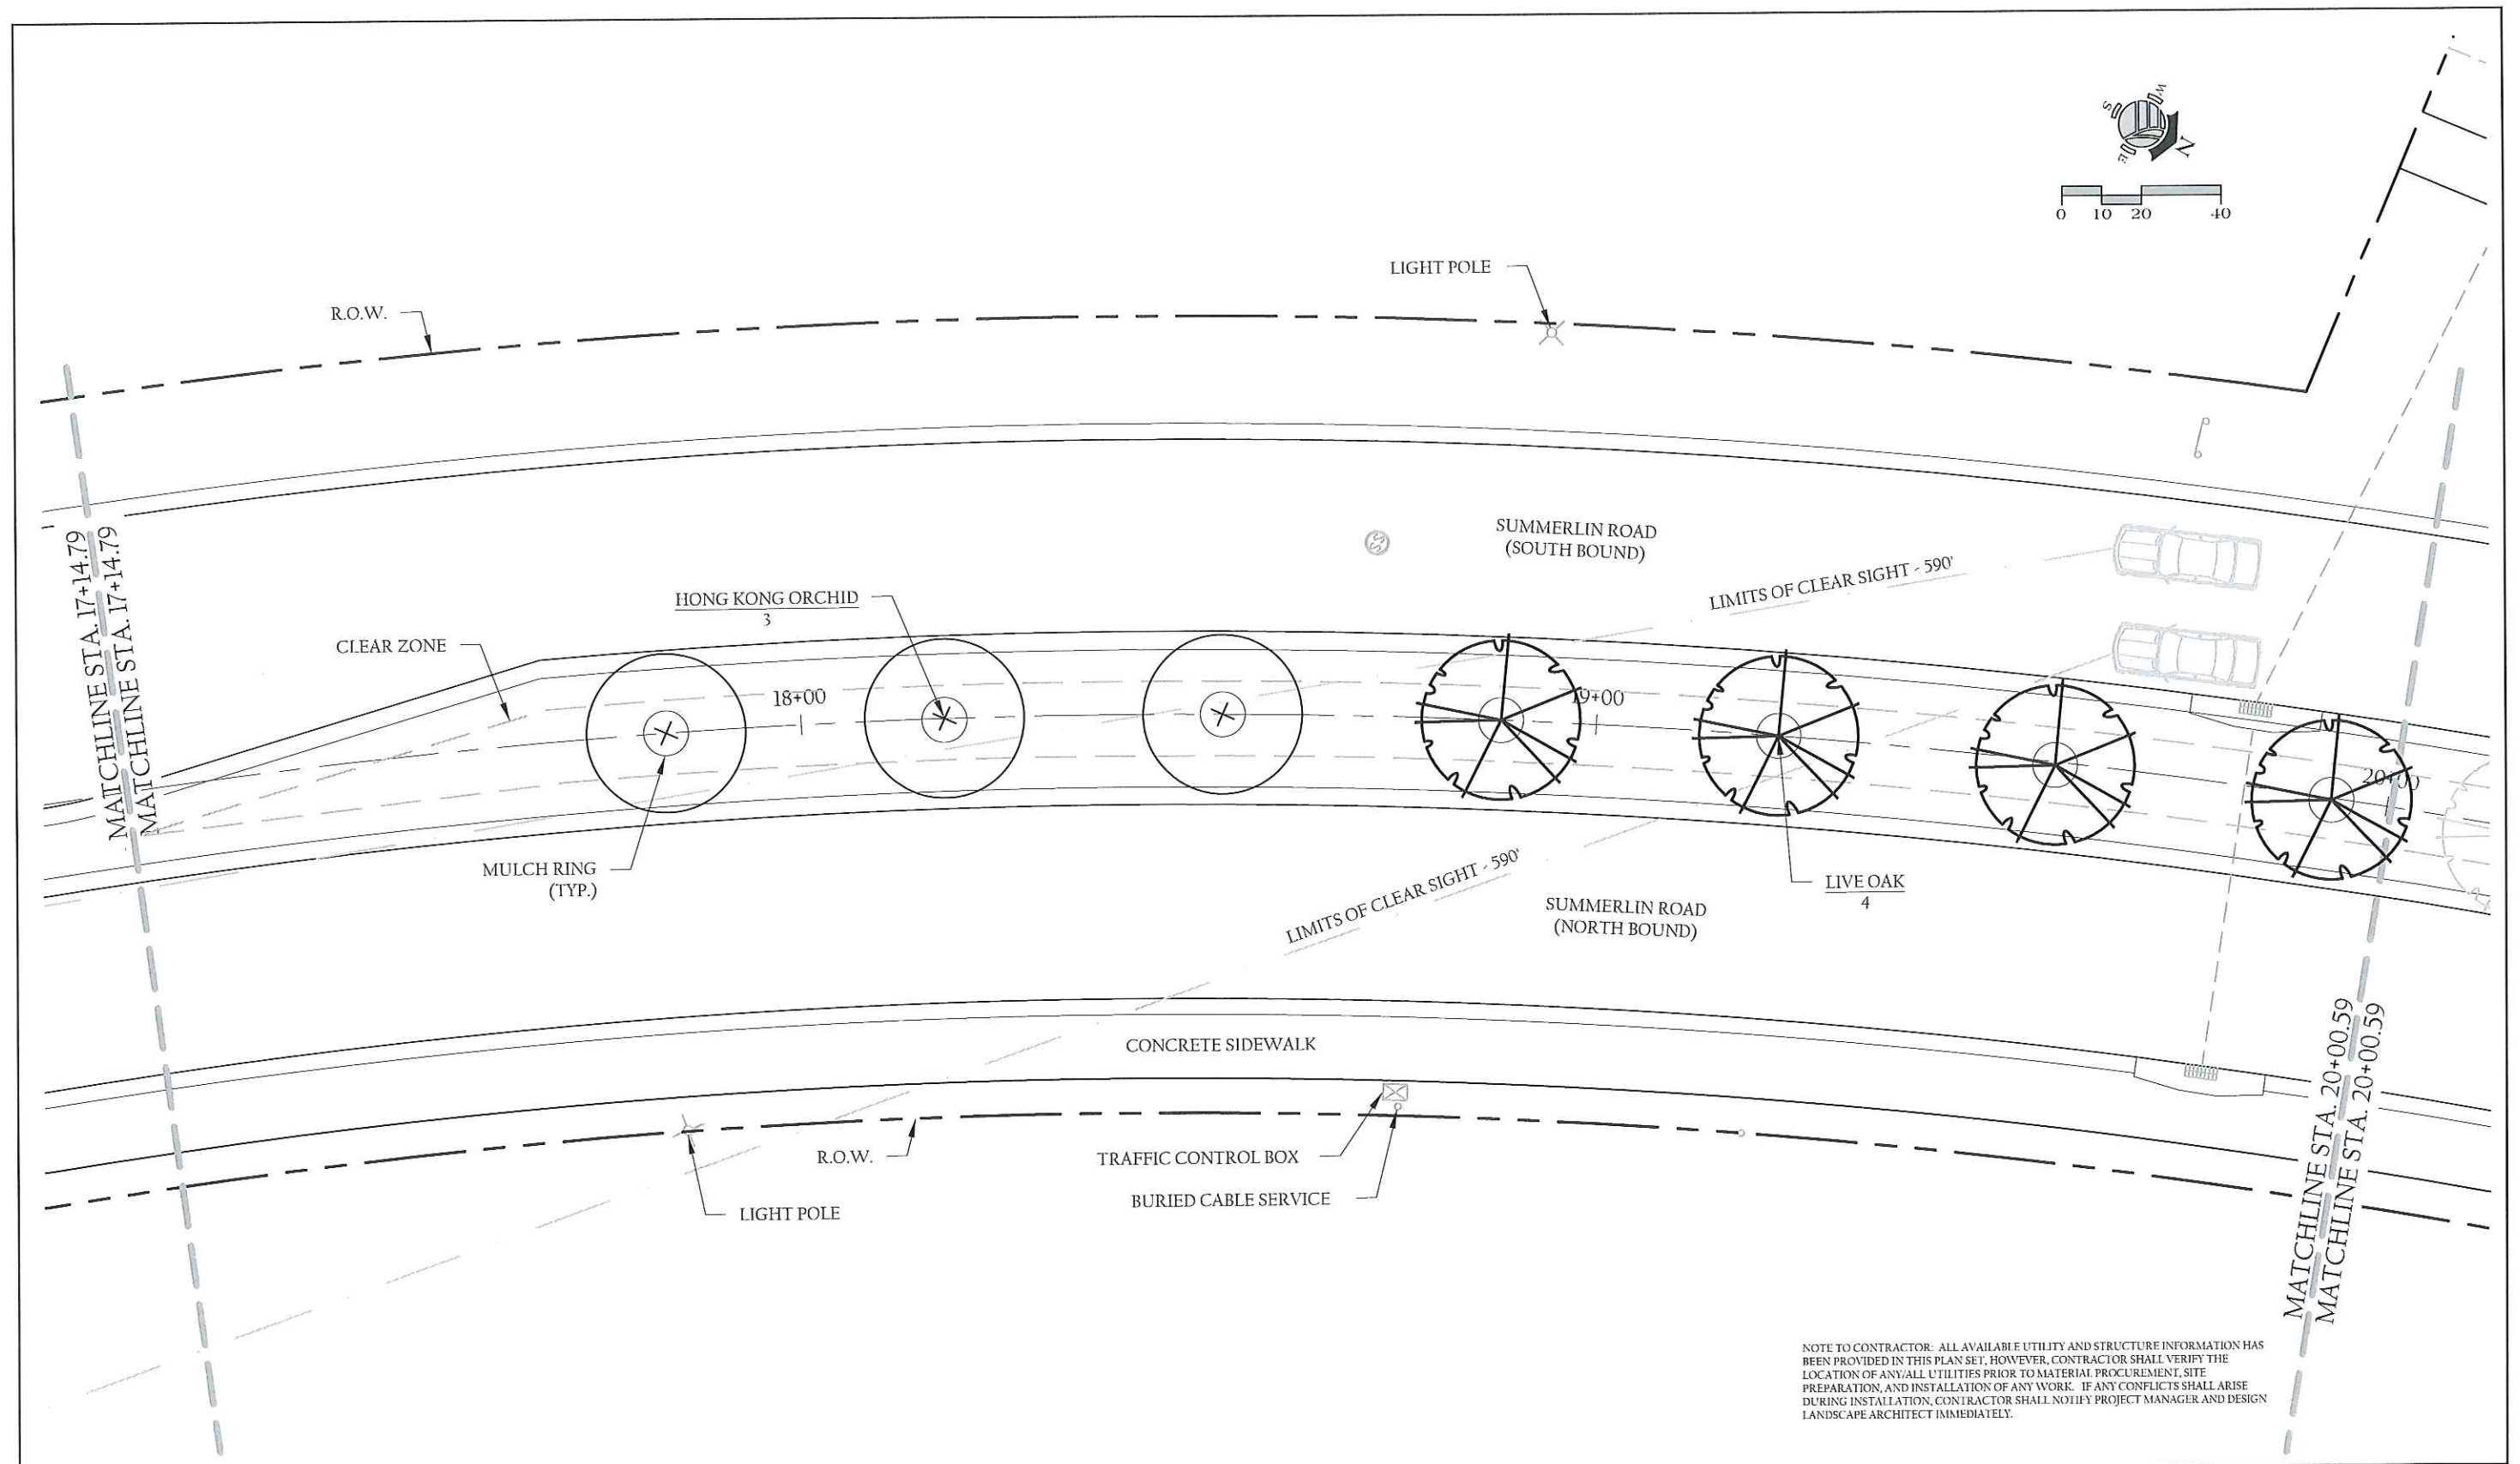 W
S
E
N
0 10 20 40
LIGHT POLE
R.O.W.
SUMMERLIN ROAD
(SOUTH BOUND)
LIMITS OF CLEAR SIGHT - 590'
HONG KONG ORCHID
3
CLEAR ZONE
MATCHLINE STA. 17+14.79
MATCHLINE STA. 17+14.79
18+00
19+00
20+00
MULCH RING
(TYP.)
LIMITS OF CLEAR SIGHT - 590'
LIVE OAK
4
SUMMERLIN ROAD
(NORTH BOUND)
CONCRETE SIDEWALK
R.O.W.
TRAFFIC CONTROL BOX
BURIED CABLE SERVICE
LIGHT POLE
MATCHLINE STA. 20+00.59
MATCHLINE STA. 20+00.59
NOTE TO CONTRACTOR: ALL AVAILABLE UTILITY AND STRUCTURE INFORMATION HAS
BEEN PROVIDED IN THIS PLAN SET, HOWEVER, CONTRACTOR SHALL VERIFY THE
LOCATION OF ANY/ALL UTILITIES PRIOR TO MATERIAL PROCUREMENT, SITE
PREPARATION, AND INSTALLATION OF ANY WORK. IF ANY CONFLICTS SHALL ARISE
DURING INSTALLATION, CONTRACTOR SHALL NOTIFY PROJECT MANAGER AND DESIGN
LANDSCAPE ARCHITECT IMMEDIATELY.